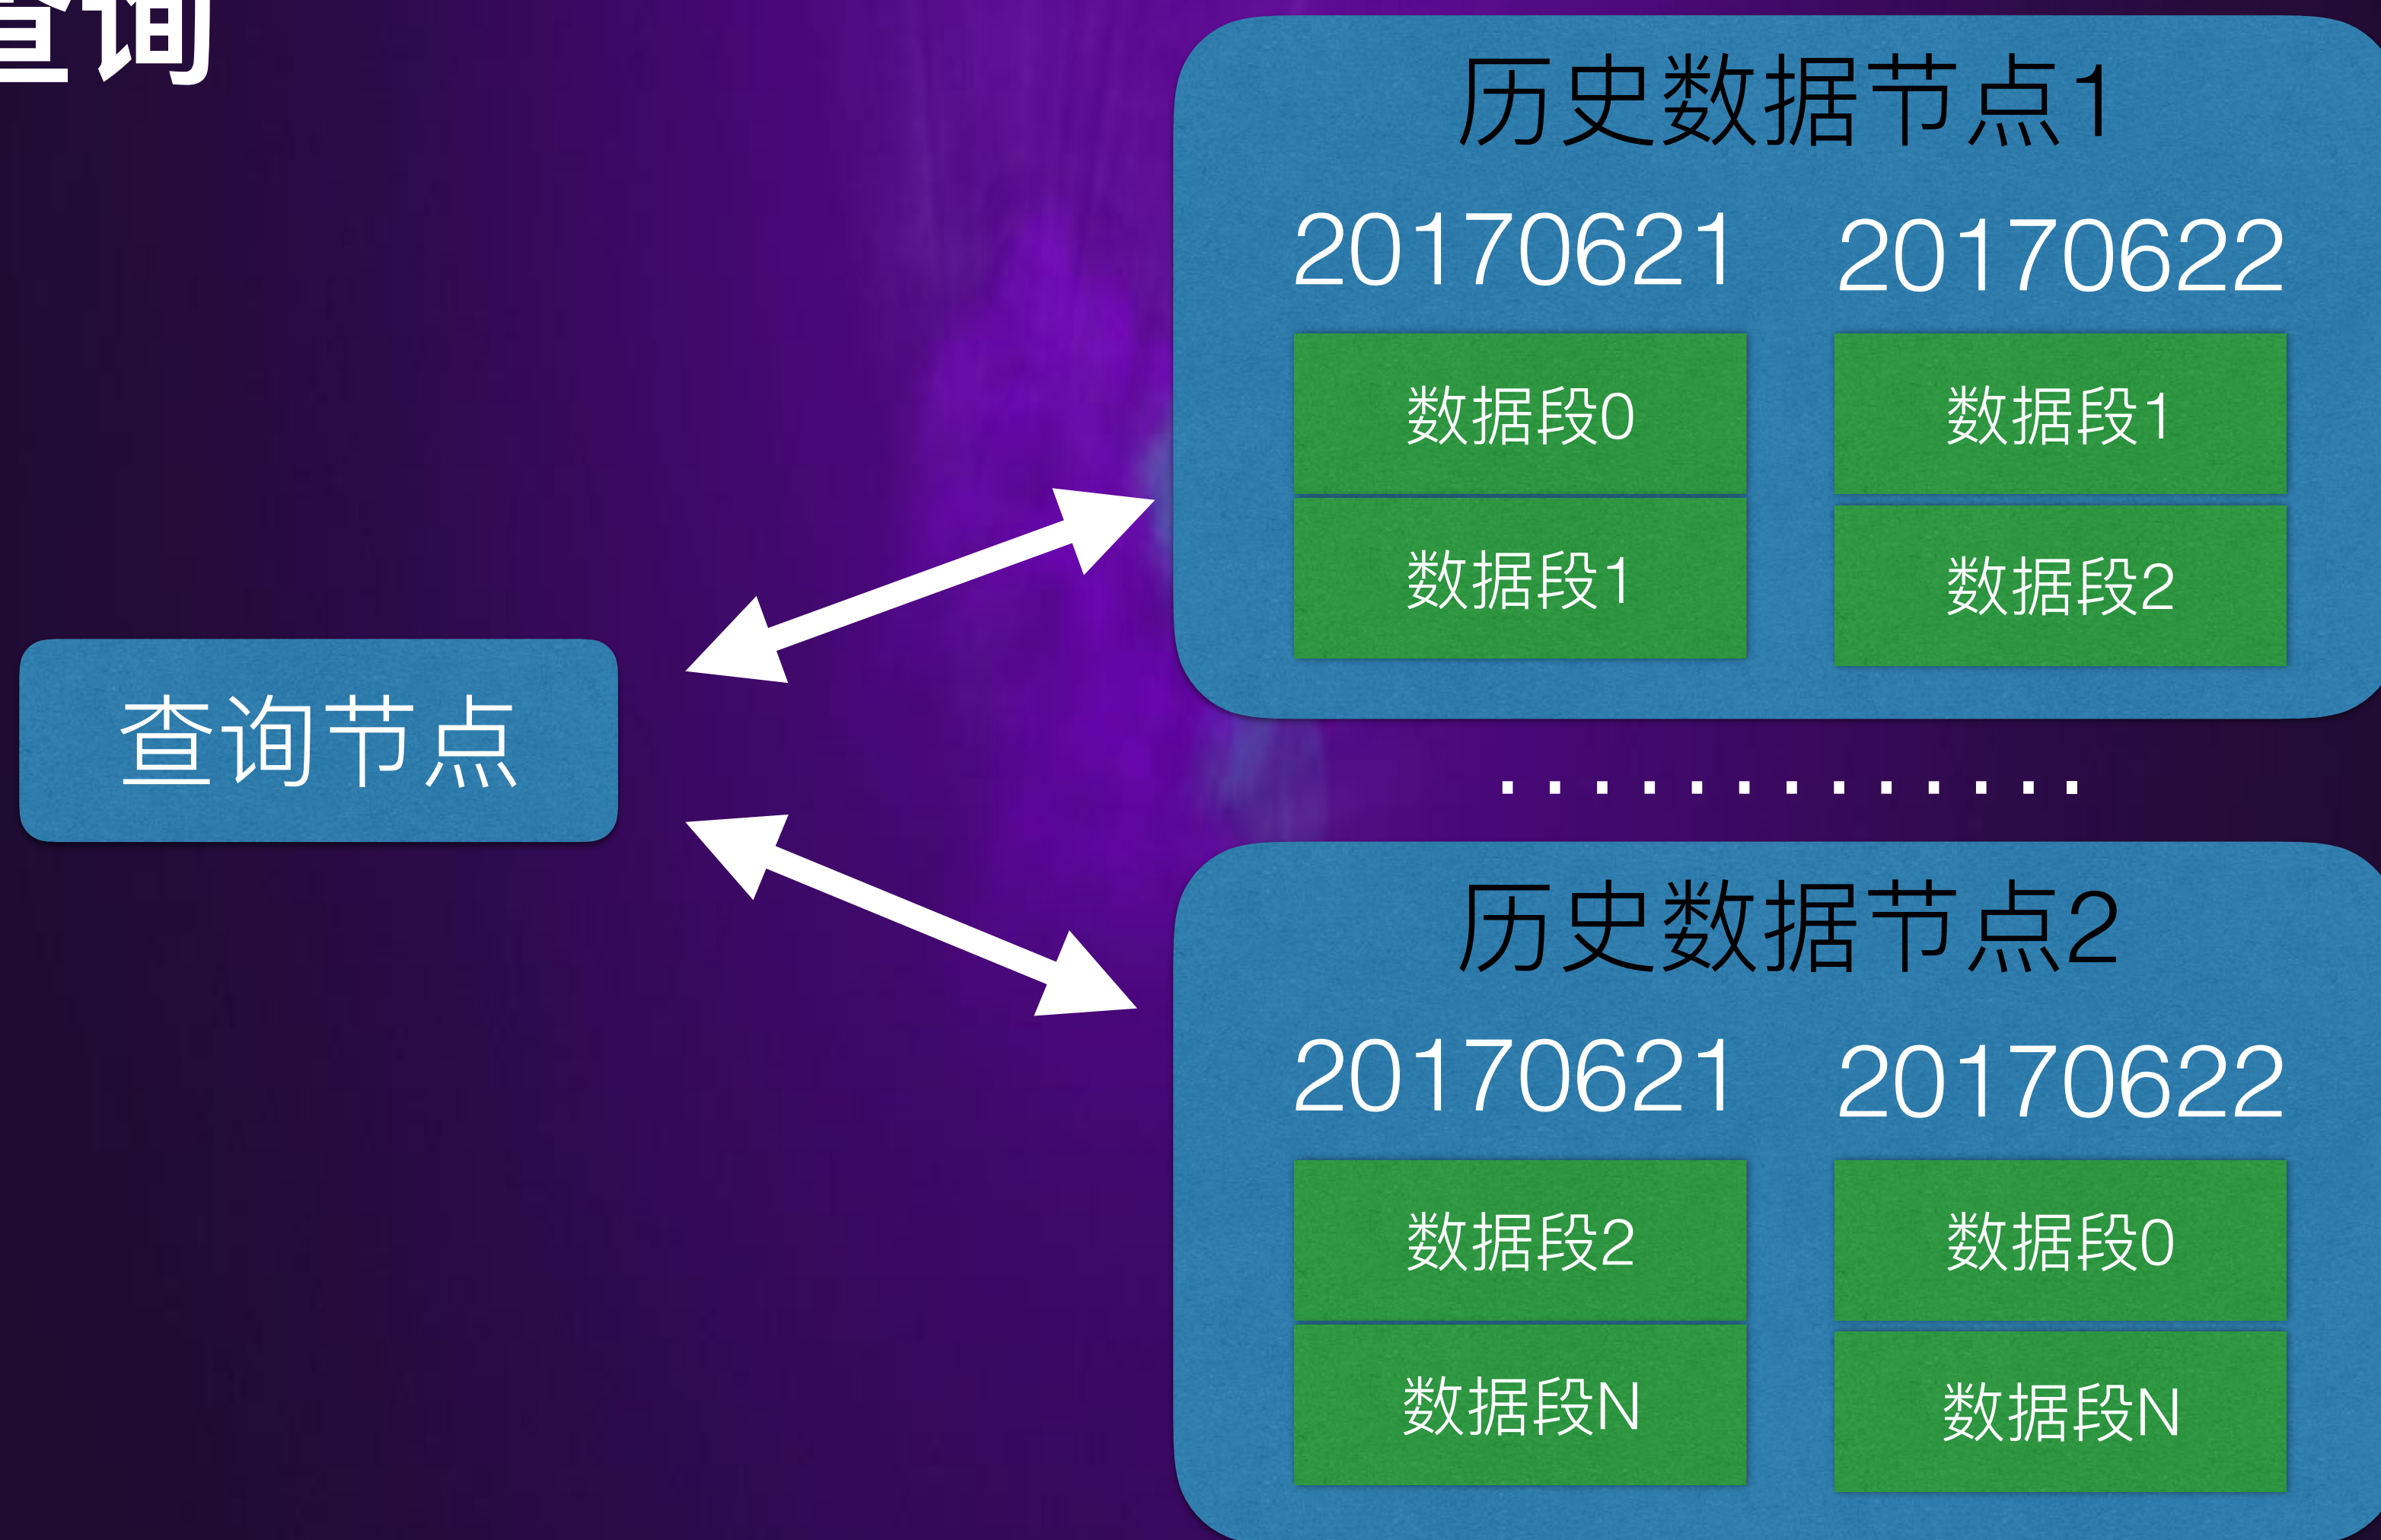 查询
历史数据节点1
20170621 20170622
数据段0 数据段1
数据段1 数据段2
查询节点
............
历史数据节点2
20170621 20170622
数据段2 数据段0
数据段N 数据段N